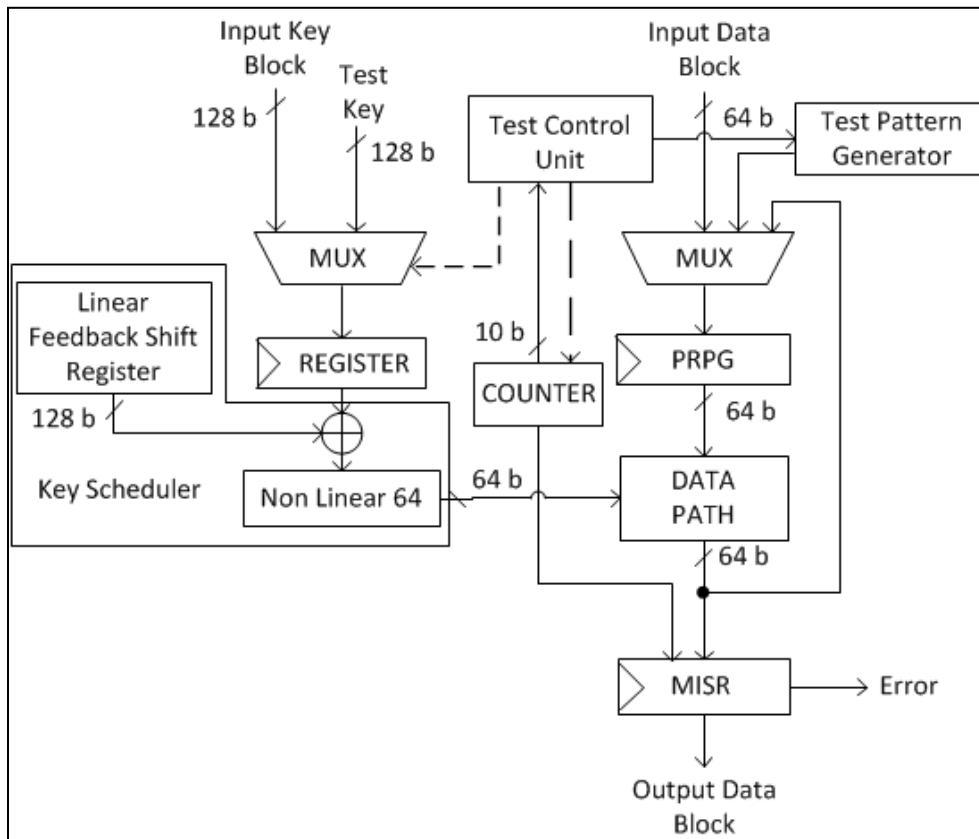 Input Key
Block
Test
Key
128 b
128 b
Input Data
Block
64 b
Test Control
Unit
Test Pattern
Generator
MUX
MUX
Linear
Feedback Shift
Register
REGISTER
10 b
COUNTER
PRPG
128 b
64 b
Key Scheduler
Non Linear 64
64 b
DATA
PATH
64 b
MISR
Error
Output Data
Block